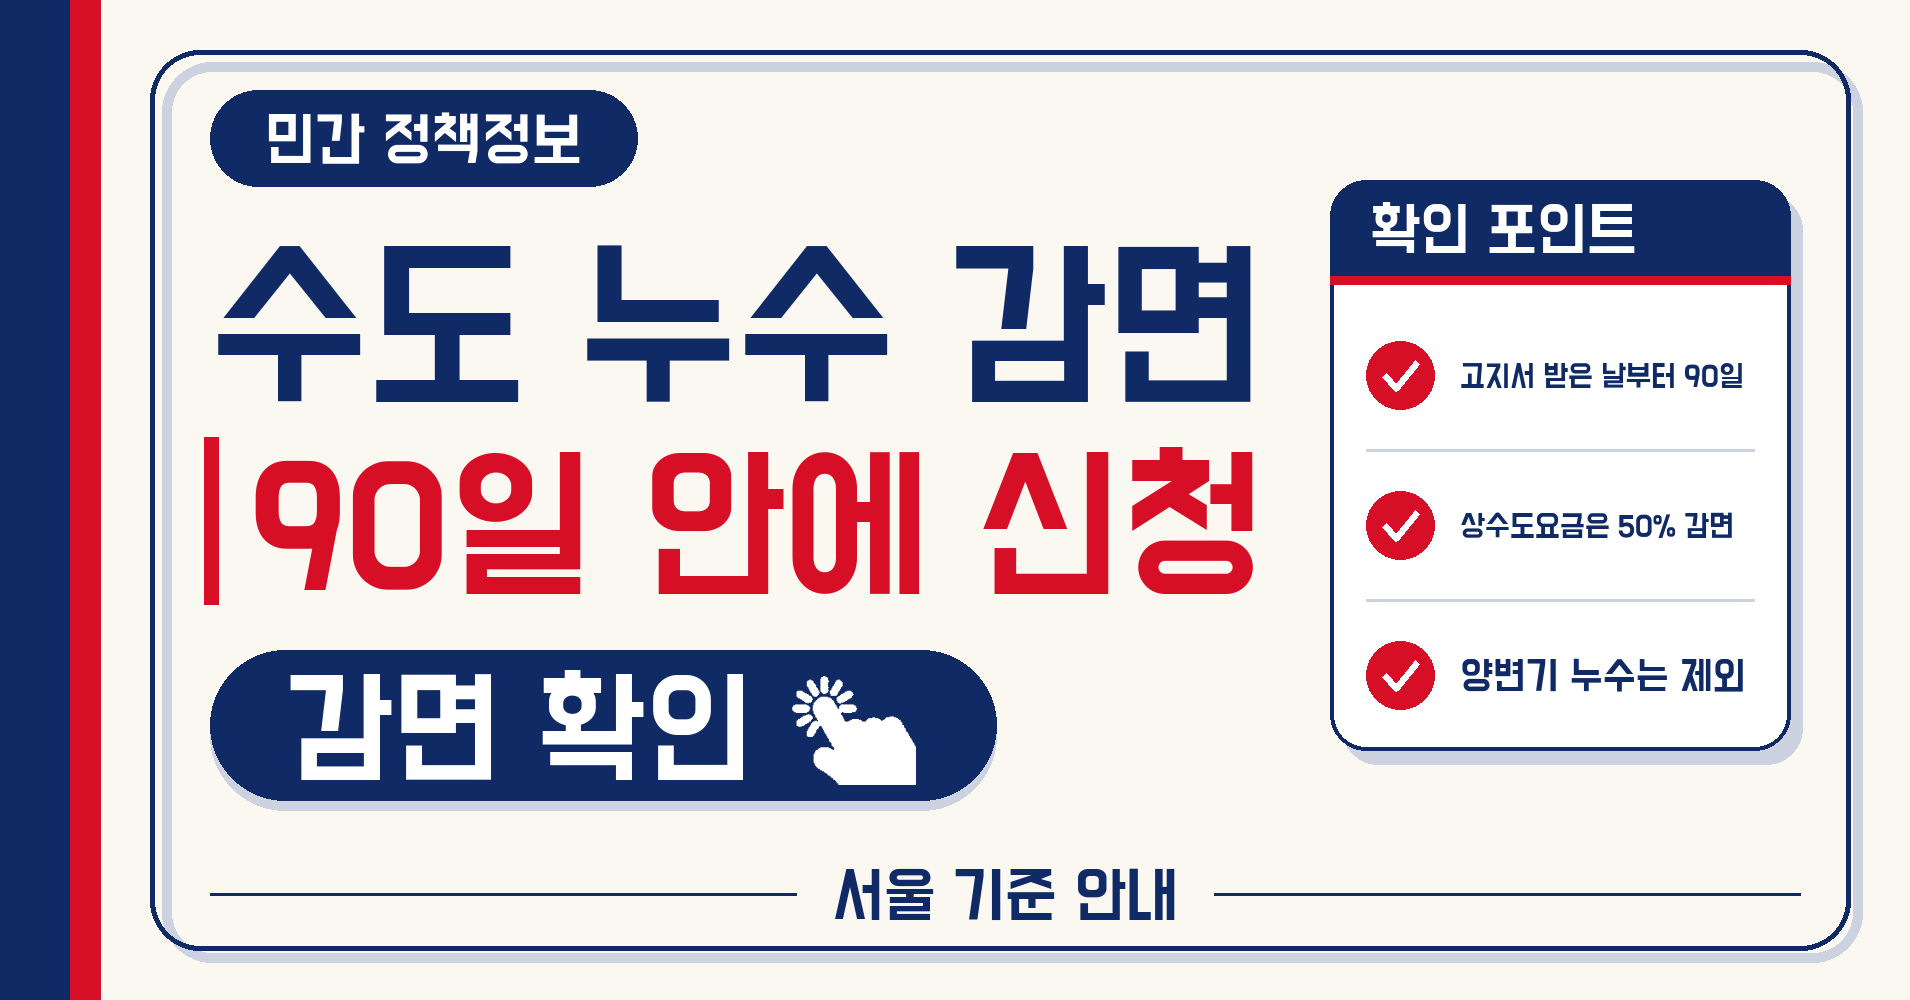 민간 정책정보
수도 누수 감면
90일 안에 신청
감면 확인
확인 포인트
고지서 받은 날부터 90일
상수도요금은 50% 감면
양변기 누수는 제외
서울 기준 안내